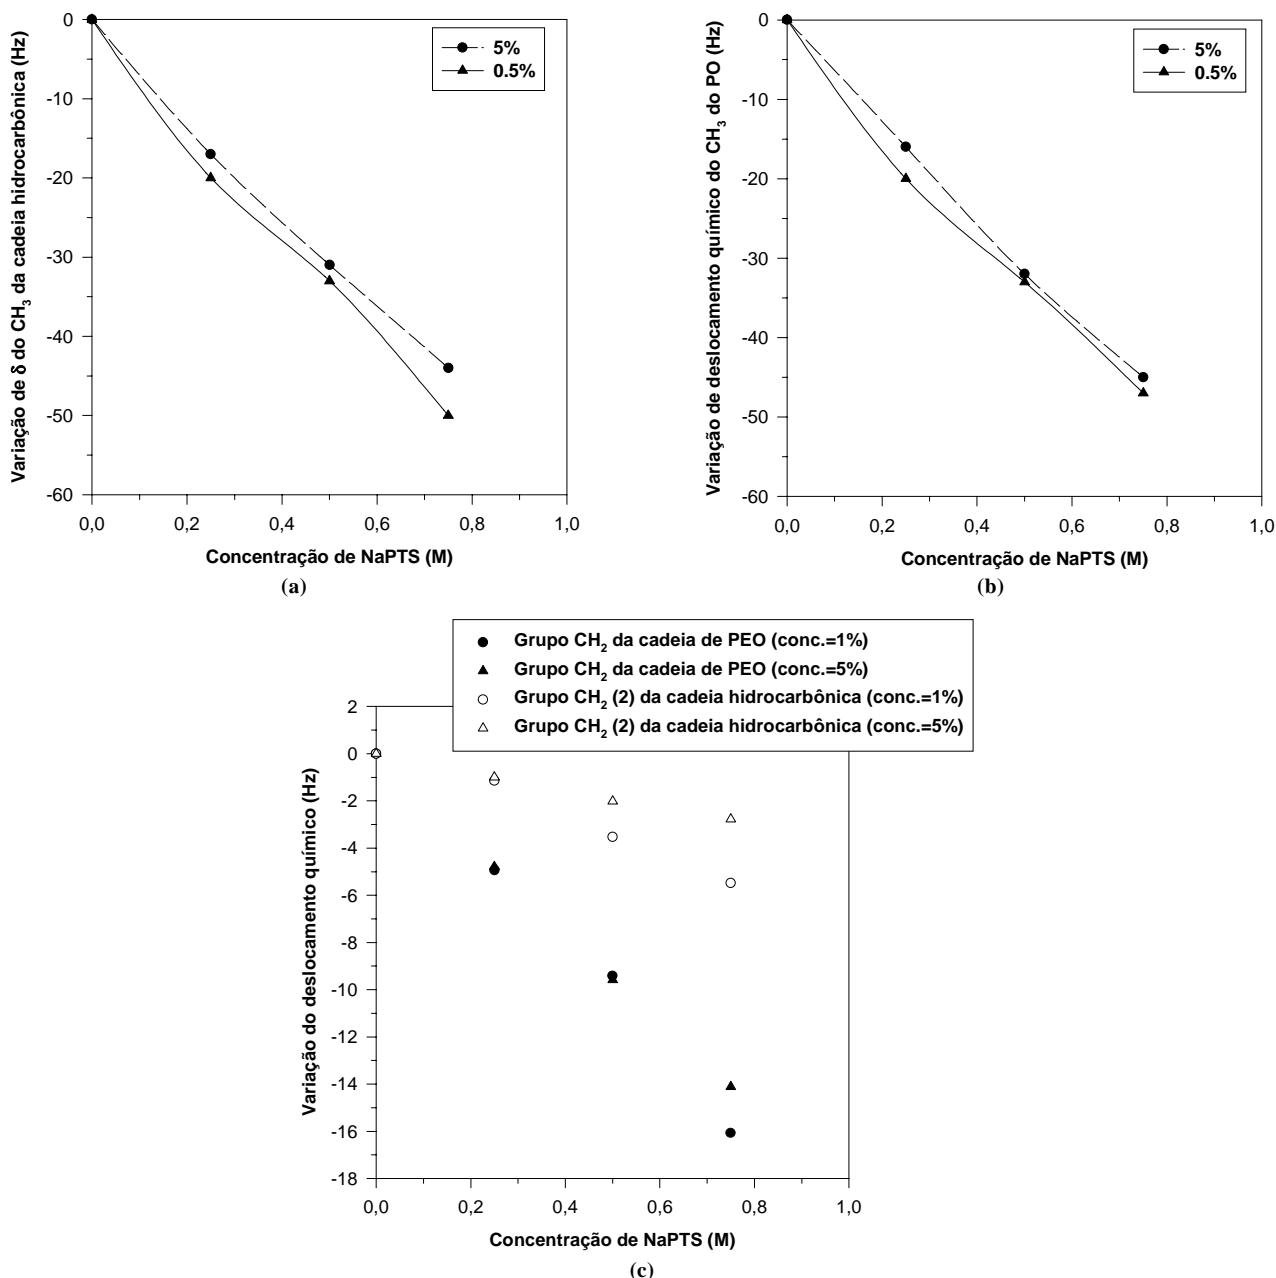 Variação de δ do CH3 da cadeia hidrocarbônica (Hz)
0
-10
-20
-30
-40
-50
-60
5%
0.5%
0,0 0,2 0,4 0,6 0,8 1,0
Concentração de NaPTS (M)
(a)
Variação de deslocamento químico do CH3 do PO (Hz)
0
-10
-20
-30
-40
-50
-60
5%
0.5%
0,0 0,2 0,4 0,6 0,8 1,0
Concentração de NaPTS (M)
(b)
Grupo CH2 da cadeia de PEO (conc.=1%)
Grupo CH2 da cadeia de PEO (conc.=5%)
Grupo CH2 (2) da cadeia hidrocarbônica (conc.=1%)
Grupo CH2 (2) da cadeia hidrocarbônica (conc.=5%)
Variação do deslocamento químico (Hz)
2
0
-2
-4
-6
-8
-10
-12
-14
-16
-18
0,0 0,2 0,4 0,6 0,8 1,0
Concentração de NaPTS (M)
(c)